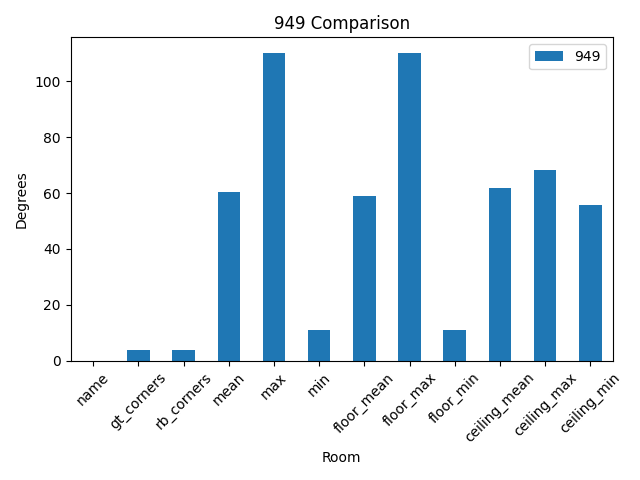 949 Comparison
949
Degrees
100
80
60
40
20
0
name
gt_corners
rb_corners
mean
max
min
floor_mean
floor_max
floor_min
ceiling_mean
ceiling_max
ceiling_min
Room